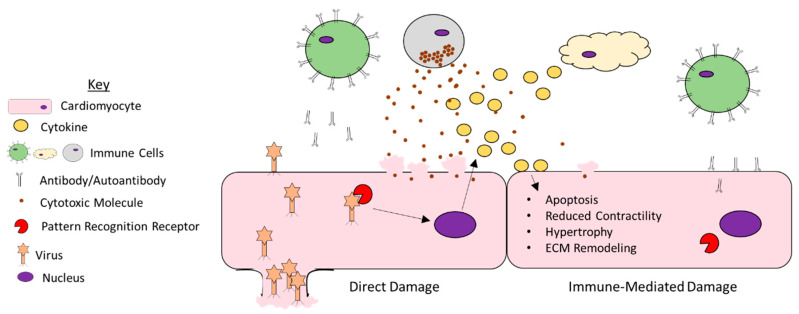 Key
Cardiomyocyte
Cytokine
Immune Cells
Antibody/Autoantibody
Cytotoxic Molecule
Pattern Recognition Receptor
Virus
Nucleus
• Apoptosis
• Reduced Contractility
• Hypertrophy
• ECM Remodeling
Direct Damage
Immune-Mediated Damage